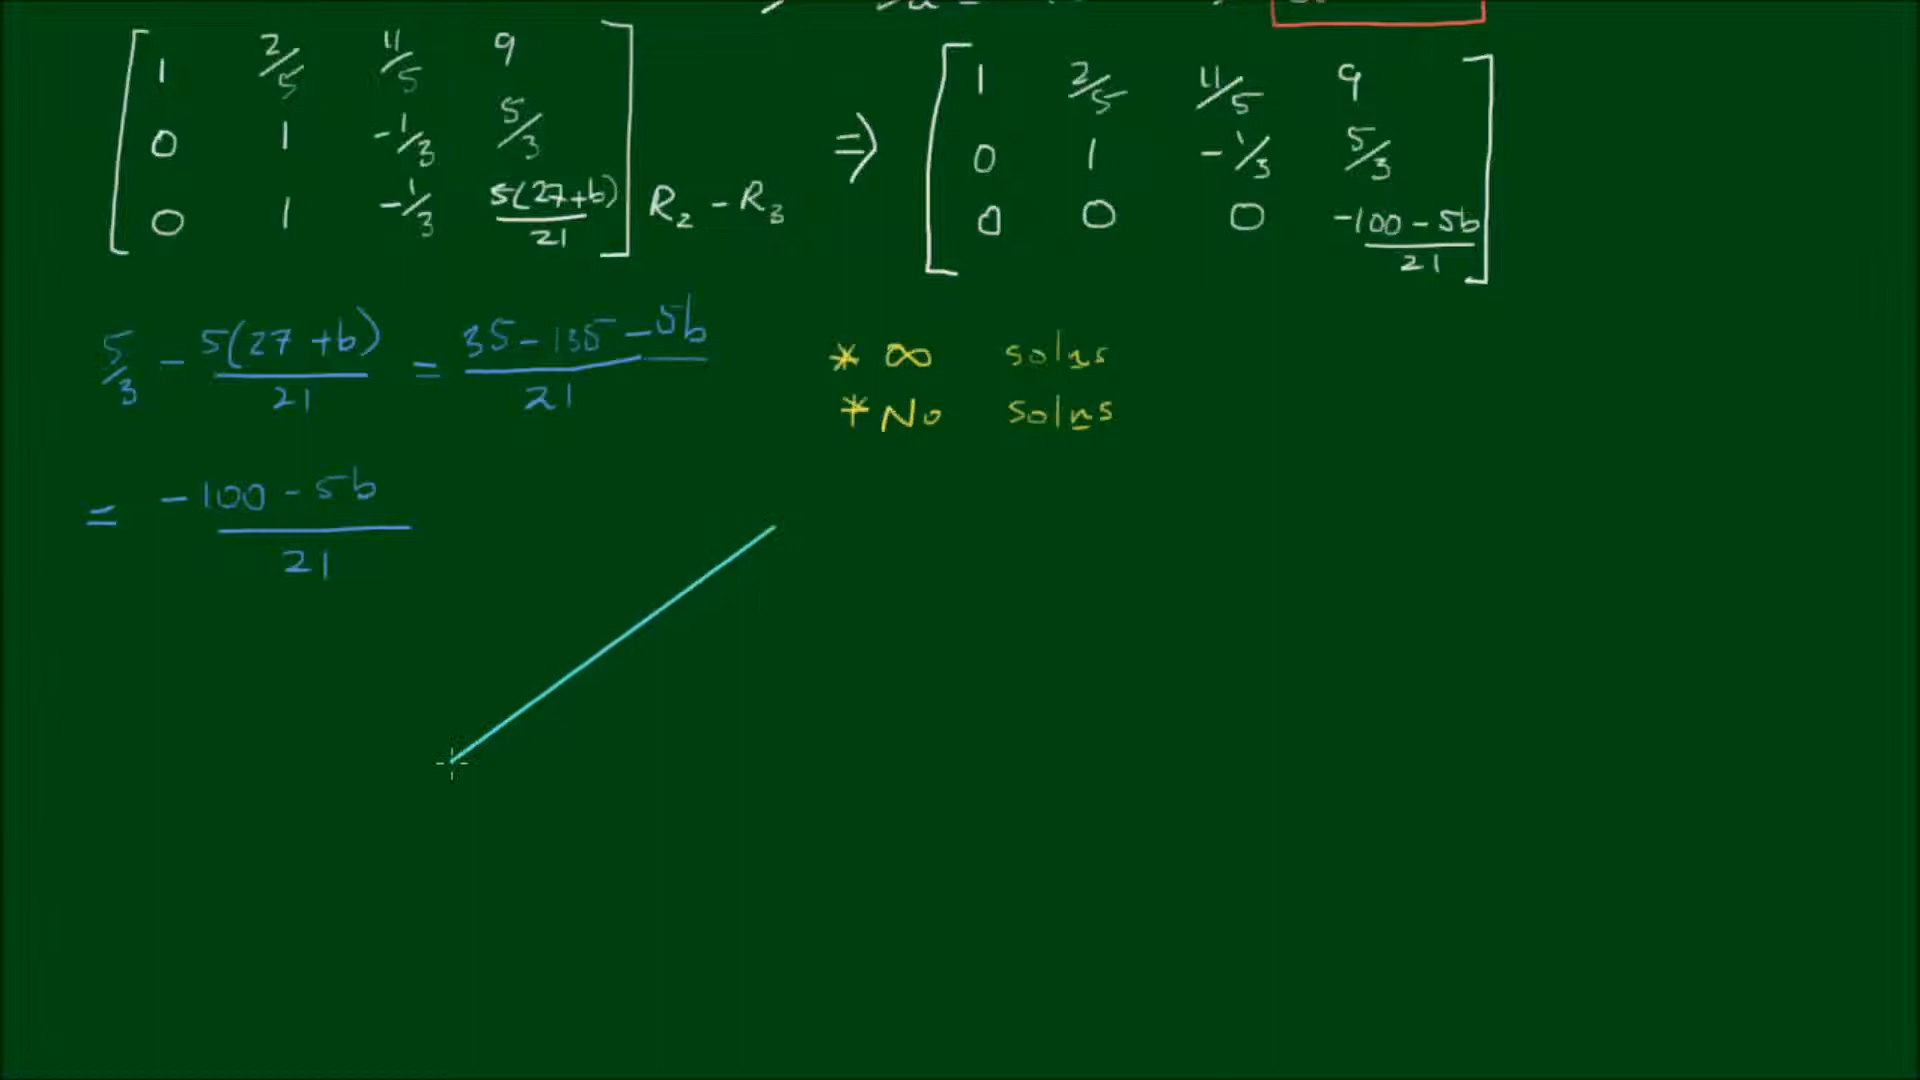 1 2/5 11/5 9
0 1 -1/3 5/3
0 1 -1/3 5(27+b)/21 R₂ - R₃
⇒
1 2/5 11/5 9
0 1 -1/3 5/3
0 0 0 -100-5b/21
5/3 - 5(27+b)/21 = 35-135-5b/21
= -100-5b/21
* ∞ solns
* No solns